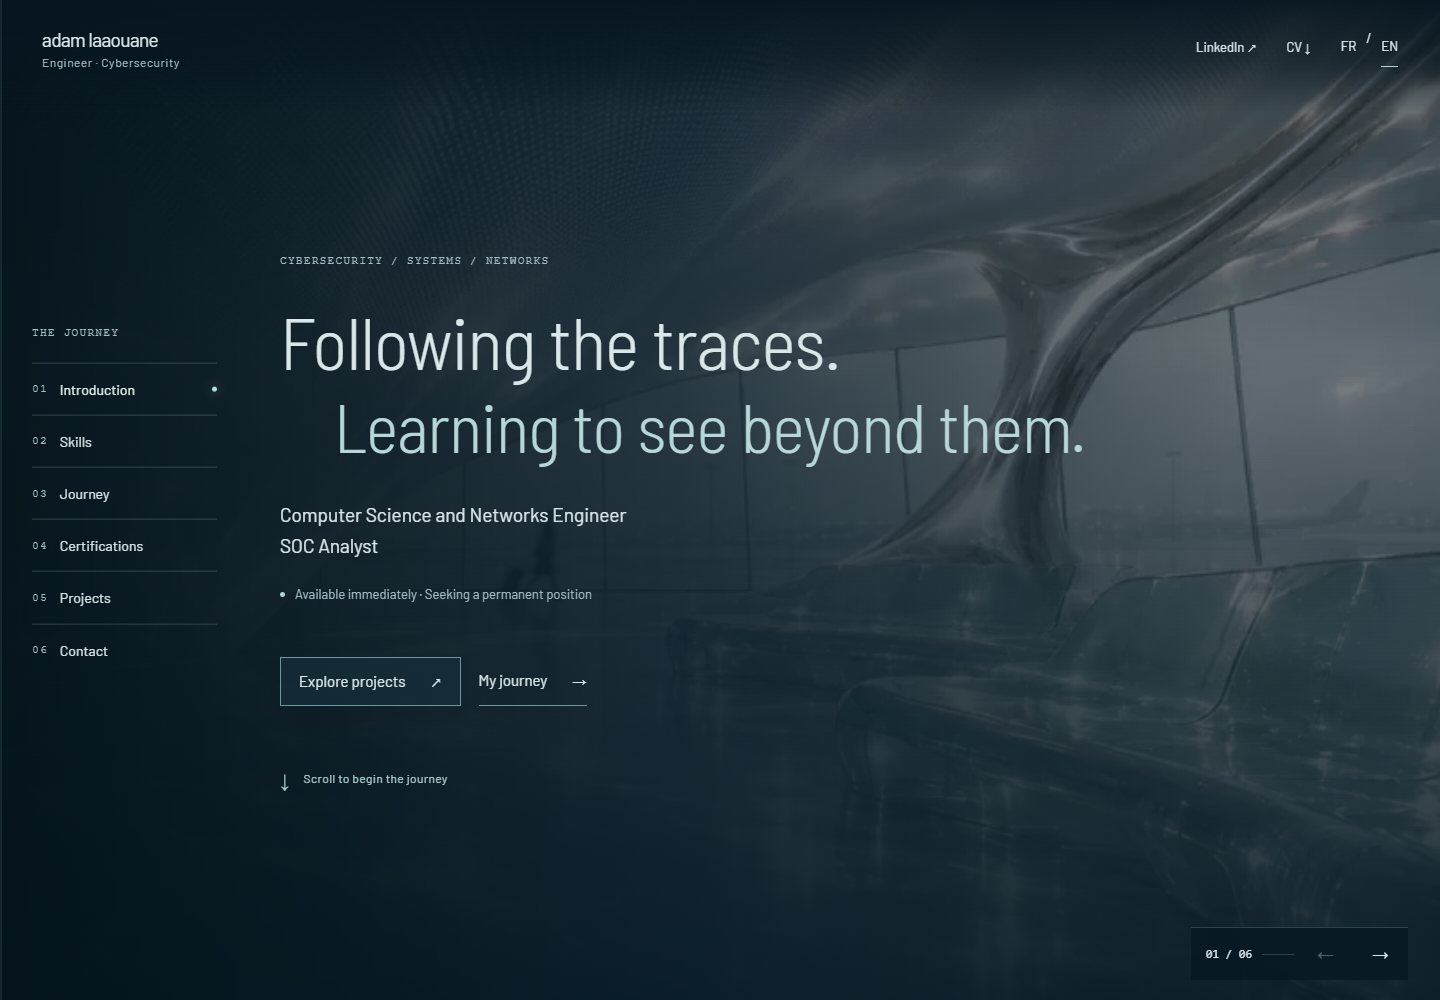 adam laaouane
Engineer · Cybersecurity
LinkedIn ↗
CV ↓
FR / EN
CYBERSECURITY / SYSTEMS / NETWORKS
Following the traces.
Learning to see beyond them.
Computer Science and Networks Engineer
SOC Analyst
Available immediately · Seeking a permanent position
Explore projects ↗
My journey →
↓ Scroll to begin the journey
THE JOURNEY
01 Introduction
02 Skills
03 Journey
04 Certifications
05 Projects
06 Contact
01 / 06 ← →